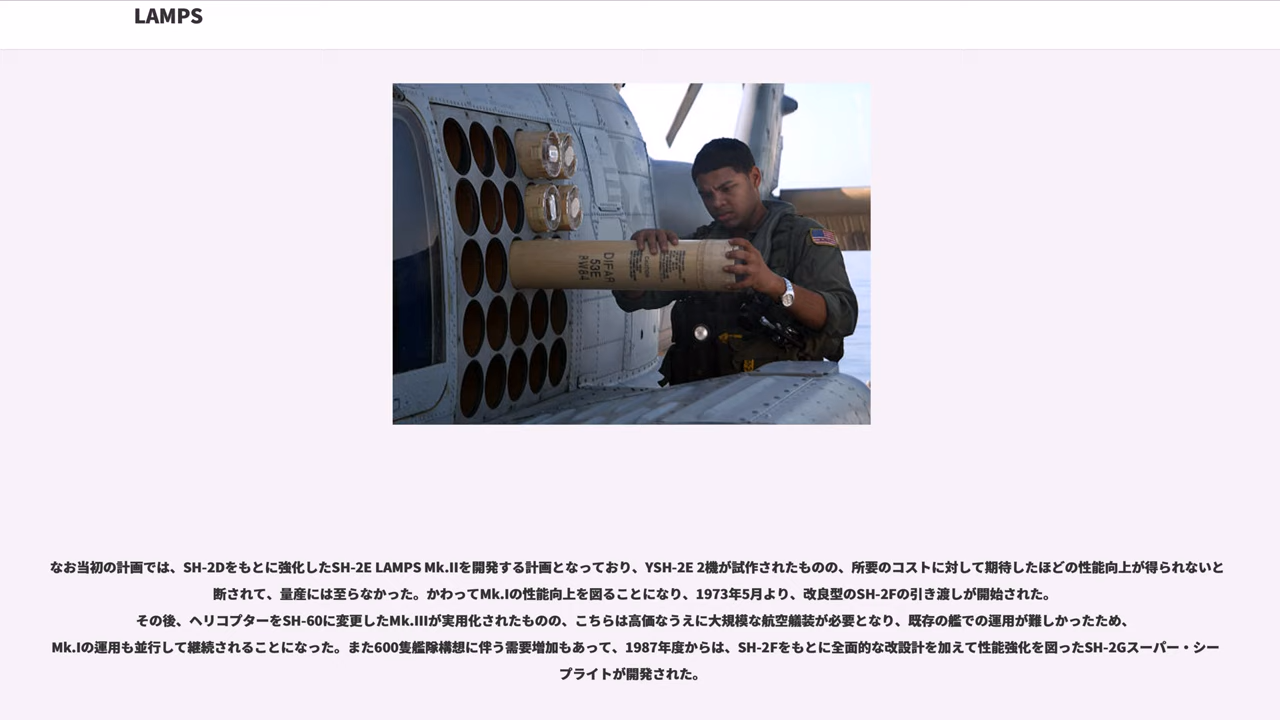 LAMPS
DIFAR
53E
8W84
なお当初の計画では、SH-2Dをもとに強化したSH-2E LAMPS Mk.IIを開発する計画となっており、YSH-2E 2機が試作されたものの、所要のコストに対して期待したほどの性能向上が得られないと
断されて、量産には至らなかった。かわってMk.Iの性能向上を図ることになり、1973年5月より、改良型のSH-2Fの引き渡しが開始された。
その後、ヘリコプターをSH-60に変更したMk.IIIが実用化されたものの、こちらは高価なうえに大規模な航空艤装が必要となり、既存の艦での運用が難しかったため、
Mk.Iの運用も並行して継続されることになった。また600隻艦隊構想に伴う需要増加もあって、1987年度からは、SH-2Fをもとに全面的な改設計を加えて性能強化を図ったSH-2Gスーパー・シー
プライトが開発された。